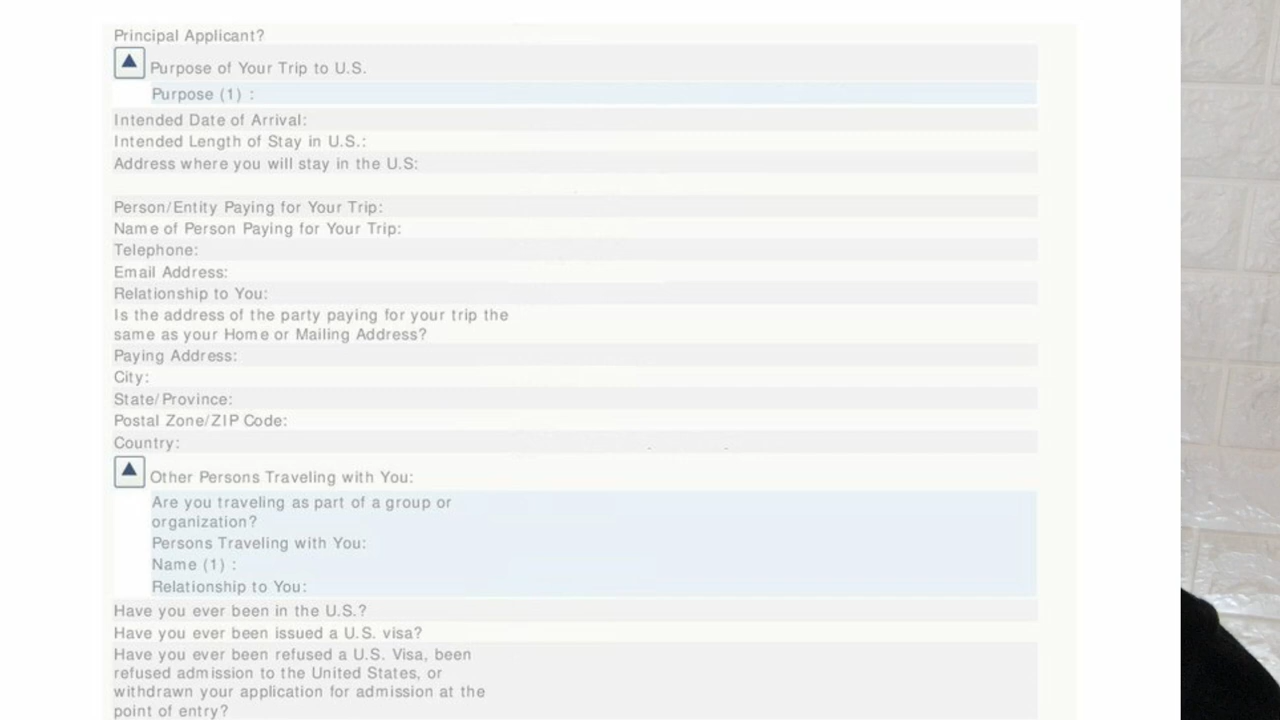 Principal Applicant?
Purpose of Your Trip to U.S.
Purpose (1) :
Intended Date of Arrival:
Intended Length of Stay in U.S.:
Address where you will stay in the U.S:
Person/Entity Paying for Your Trip:
Name of Person Paying for Your Trip:
Telephone:
Email Address:
Relationship to You:
Is the address of the party paying for your trip the
same as your Home or Mailing Address?
Paying Address:
City:
State/Province:
Postal Zone/ZIP Code:
Country:
Other Persons Traveling with You:
Are you traveling as part of a group or
organization?
Persons Traveling with You:
Name (1) :
Relationship to You:
Have you ever been in the U.S.?
Have you ever been issued a U.S. visa?
Have you ever been refused a U.S. Visa, been
refused admission to the United States, or
withdrawn your application for admission at the
point of entry?